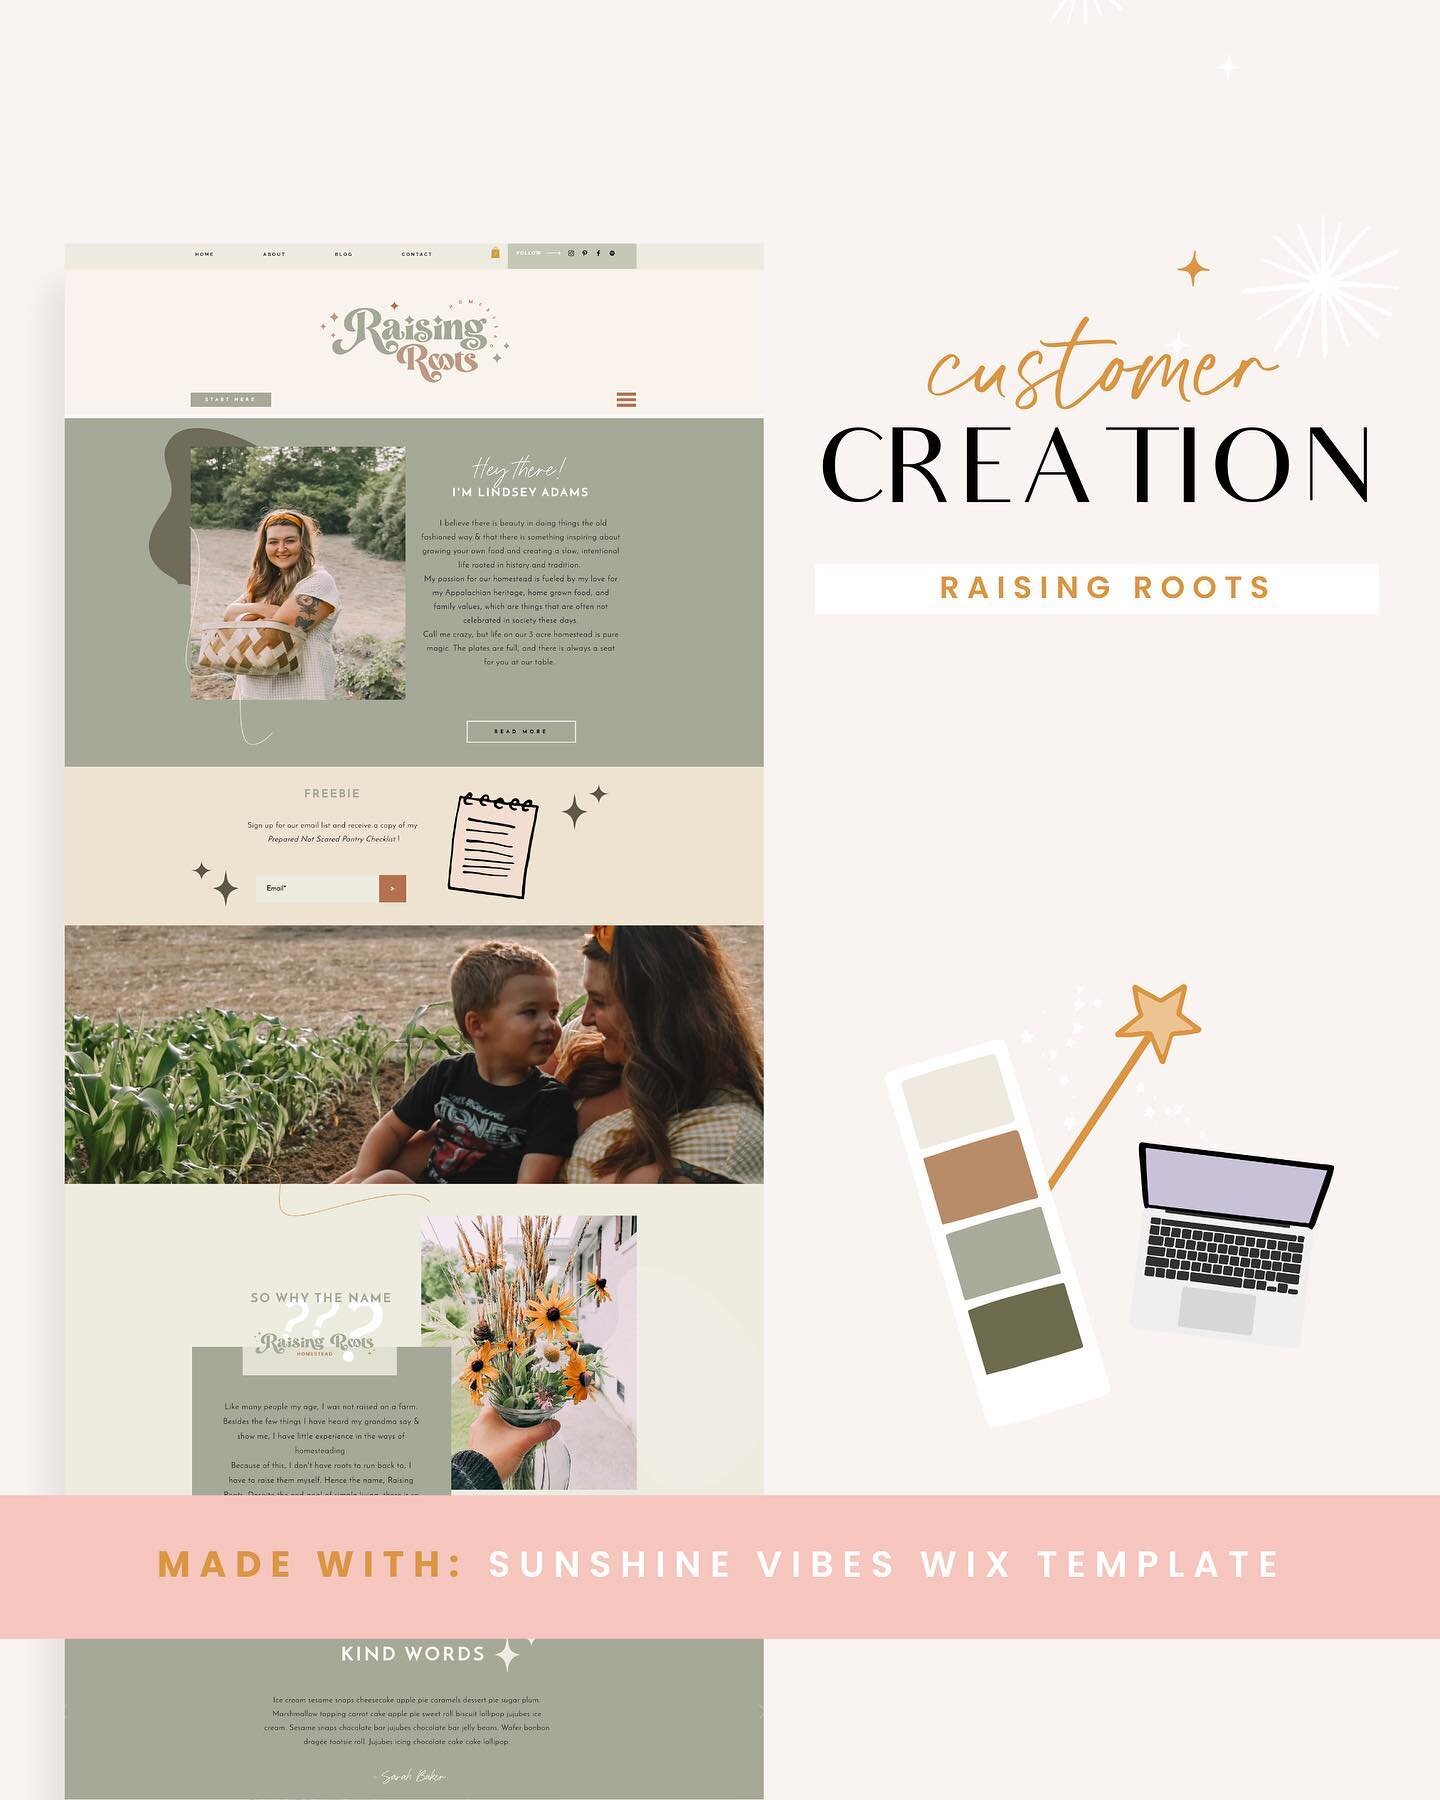 HOME ABOUT BLOG CONTACT FOLLOW
Raising
Roots
HOMESTEAD
START HERE
customer
CREATION
RAISING ROOTS
Hey there!
I'M LINDSEY ADAMS
I believe there is beauty in doing things the old
fashioned way & that there is something inspiring about
growing your own food and creating a slow, intentional
life rooted in history and tradition.
My passion for our homestead is fueled by my love for
my Appalachian heritage, home grown food, and
family values, which are things that are often not
celebrated in society these days.
Call me crazy, but life on our 3 acre homestead is pure
magic. The plates are full, and there is always a seat
for you at our table.
READ MORE
FREEBIE
Sign up for our email list and receive a copy of my
Prepared Not Scared Pantry Checklist !
Email*
>
THE ROLLING
STONES
SO WHY THE NAME
???
Raising Roots
HOMESTEAD
Like many people my age, I was not raised on a farm.
Besides the few things I have heard my grandma say &
show me, I have little experience in the ways of
homesteading.
Because of this, I don't have roots to run back to, I
have to raise them myself. Hence the name, Raising
MADE WITH: SUNSHINE VIBES WIX TEMPLATE
KIND WORDS
Ice cream sesame snaps cheesecake apple pie caramels dessert pie sugar plum.
Marshmallow topping carrot cake apple pie sweet roll biscuit lollipop jujubes ice
cream. Sesame snaps chocolate bar jujubes chocolate bar jelly beans. Wafer bonbon
dragée tootsie roll. Jujubes icing chocolate cake cake lollipop.
- Sarah Baker